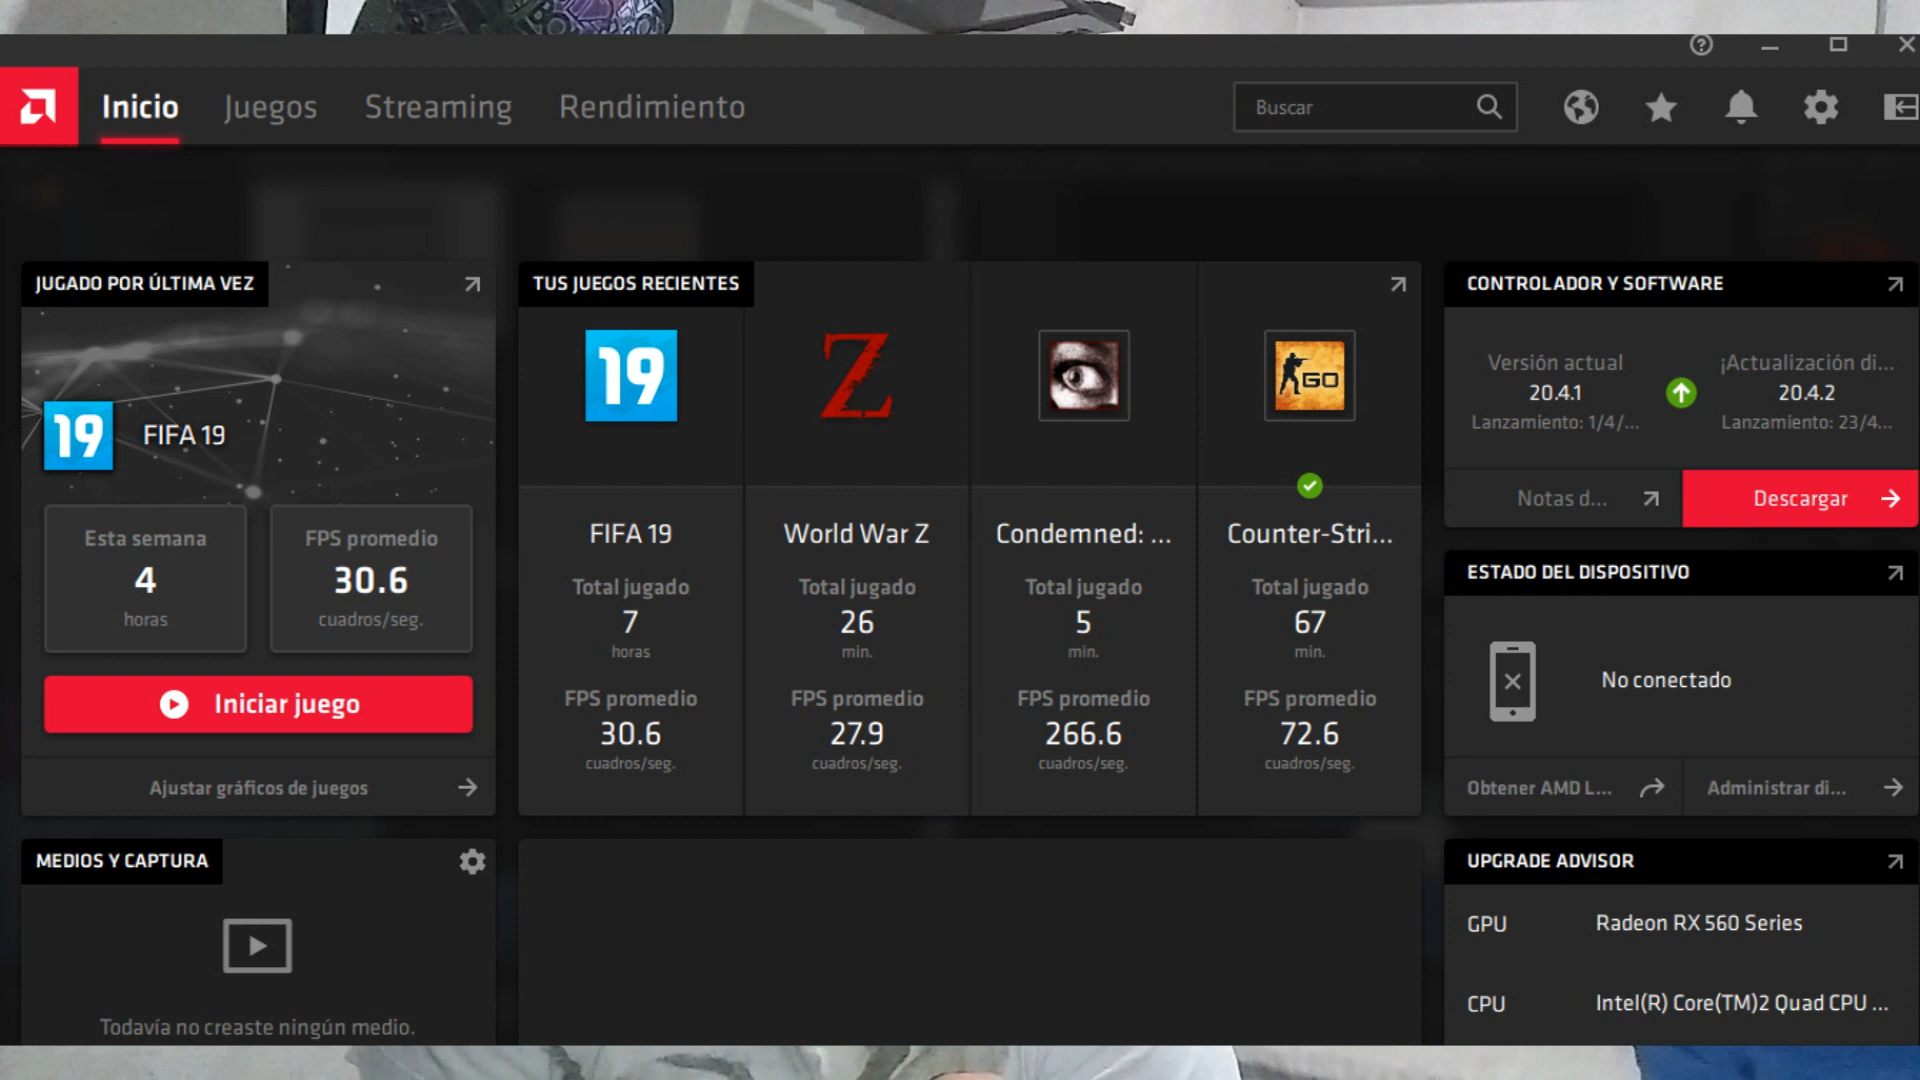 Inicio
Juegos
Streaming
Rendimiento
Buscar
JUGADO POR ÚLTIMA VEZ
19
FIFA 19
Esta semana
4
horas
FPS promedio
30.6
cuadros/seg.
Iniciar juego
Ajustar gráficos de juegos
TUS JUEGOS RECIENTES
19
FIFA 19
Total jugado
7
horas
FPS promedio
30.6
cuadros/seg.
Z
World War Z
Total jugado
26
min.
FPS promedio
27.9
cuadros/seg.
Condemned: ...
Total jugado
5
min.
FPS promedio
266.6
cuadros/seg.
GO
Counter-Stri...
Total jugado
67
min.
FPS promedio
72.6
cuadros/seg.
CONTROLADOR Y SOFTWARE
Versión actual
20.4.1
Lanzamiento: 1/4/...
¡Actualización di...
20.4.2
Lanzamiento: 23/4...
Notas d...
Descargar
ESTADO DEL DISPOSITIVO
No conectado
Obtener AMD L...
Administrar di...
MEDIOS Y CAPTURA
Todavía no creaste ningún medio.
UPGRADE ADVISOR
GPU
Radeon RX 560 Series
CPU
Intel(R) Core(TM)2 Quad CPU ...